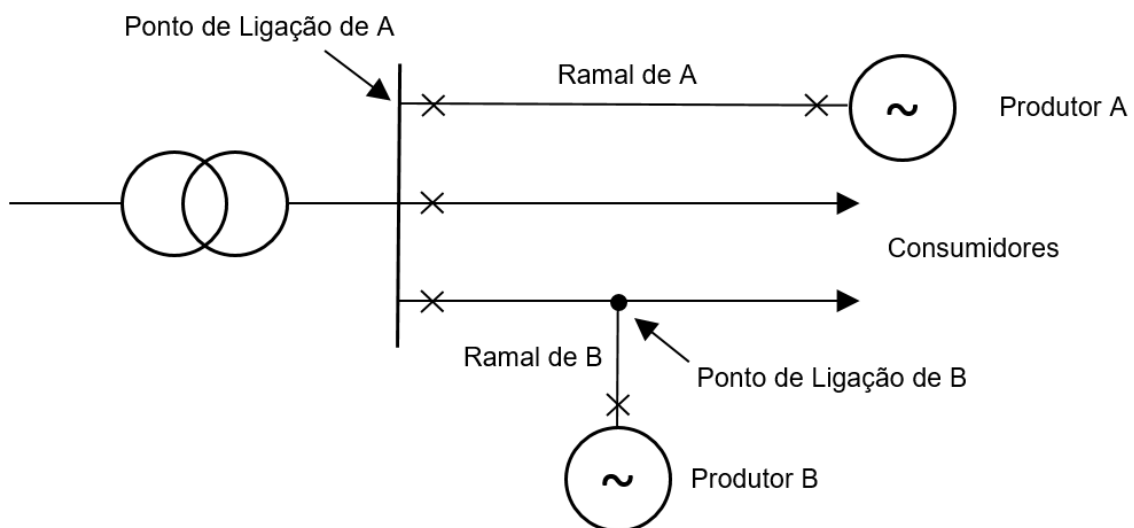 Ponto de Ligação de A
Ramal de A
Produtor A
Consumidores
Ramal de B
Ponto de Ligação de B
Produtor B